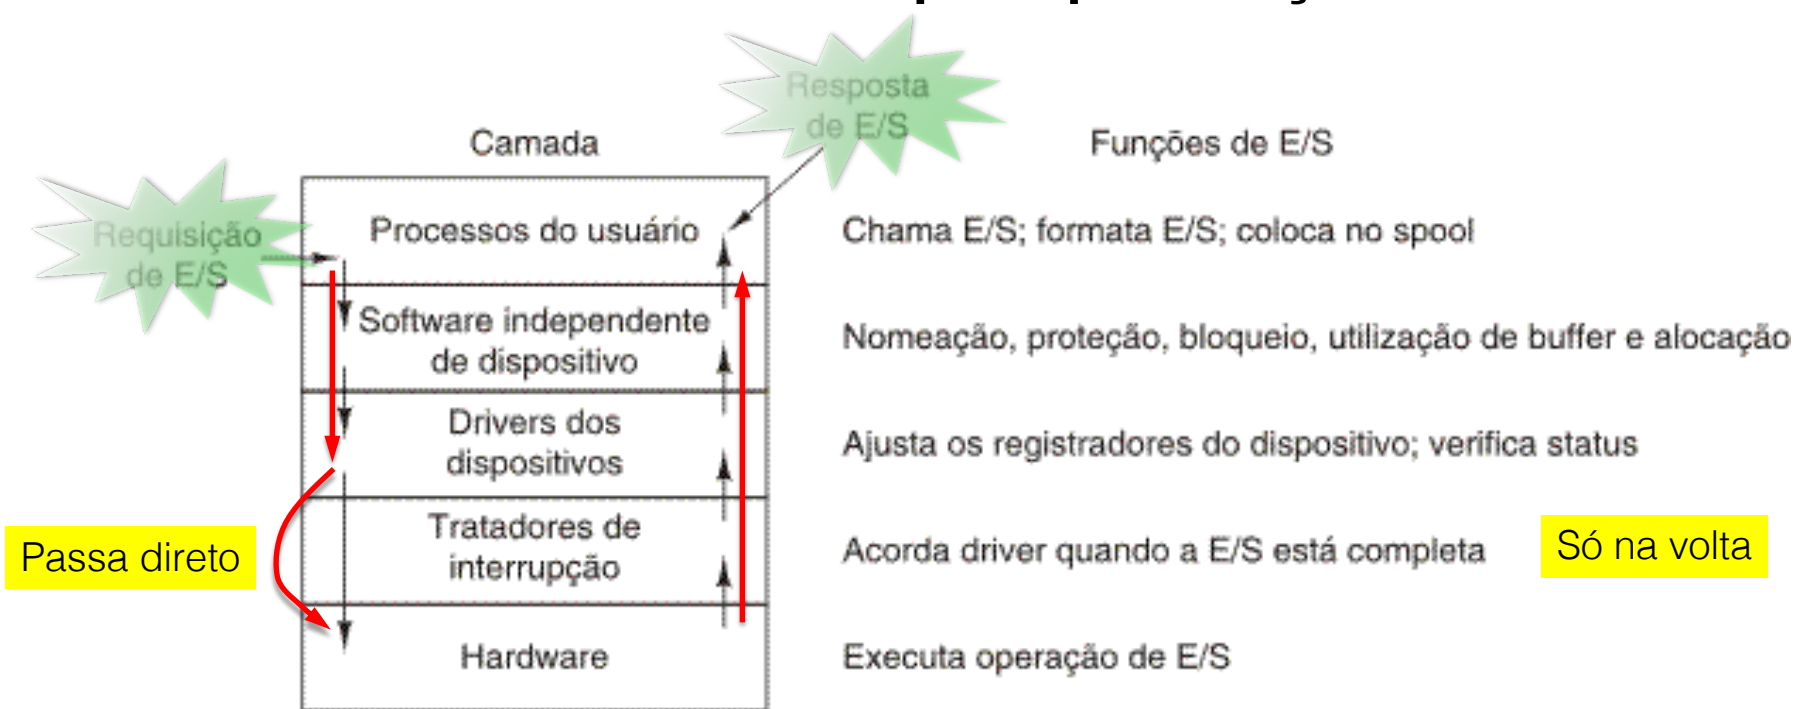 Resposta
de E/S
Camada
Funções de E/S
Requisição
de E/S
Processos do usuário
Chama E/S; formata E/S; coloca no spool
Software independente
de dispositivo
Nomeação, proteção, bloqueio, utilização de buffer e alocação
Drivers dos
dispositivos
Ajusta os registradores do dispositivo; verifica status
Passa direto
Tratadores de
interrupção
Acorda driver quando a E/S está completa
Só na volta
Hardware
Executa operação de E/S